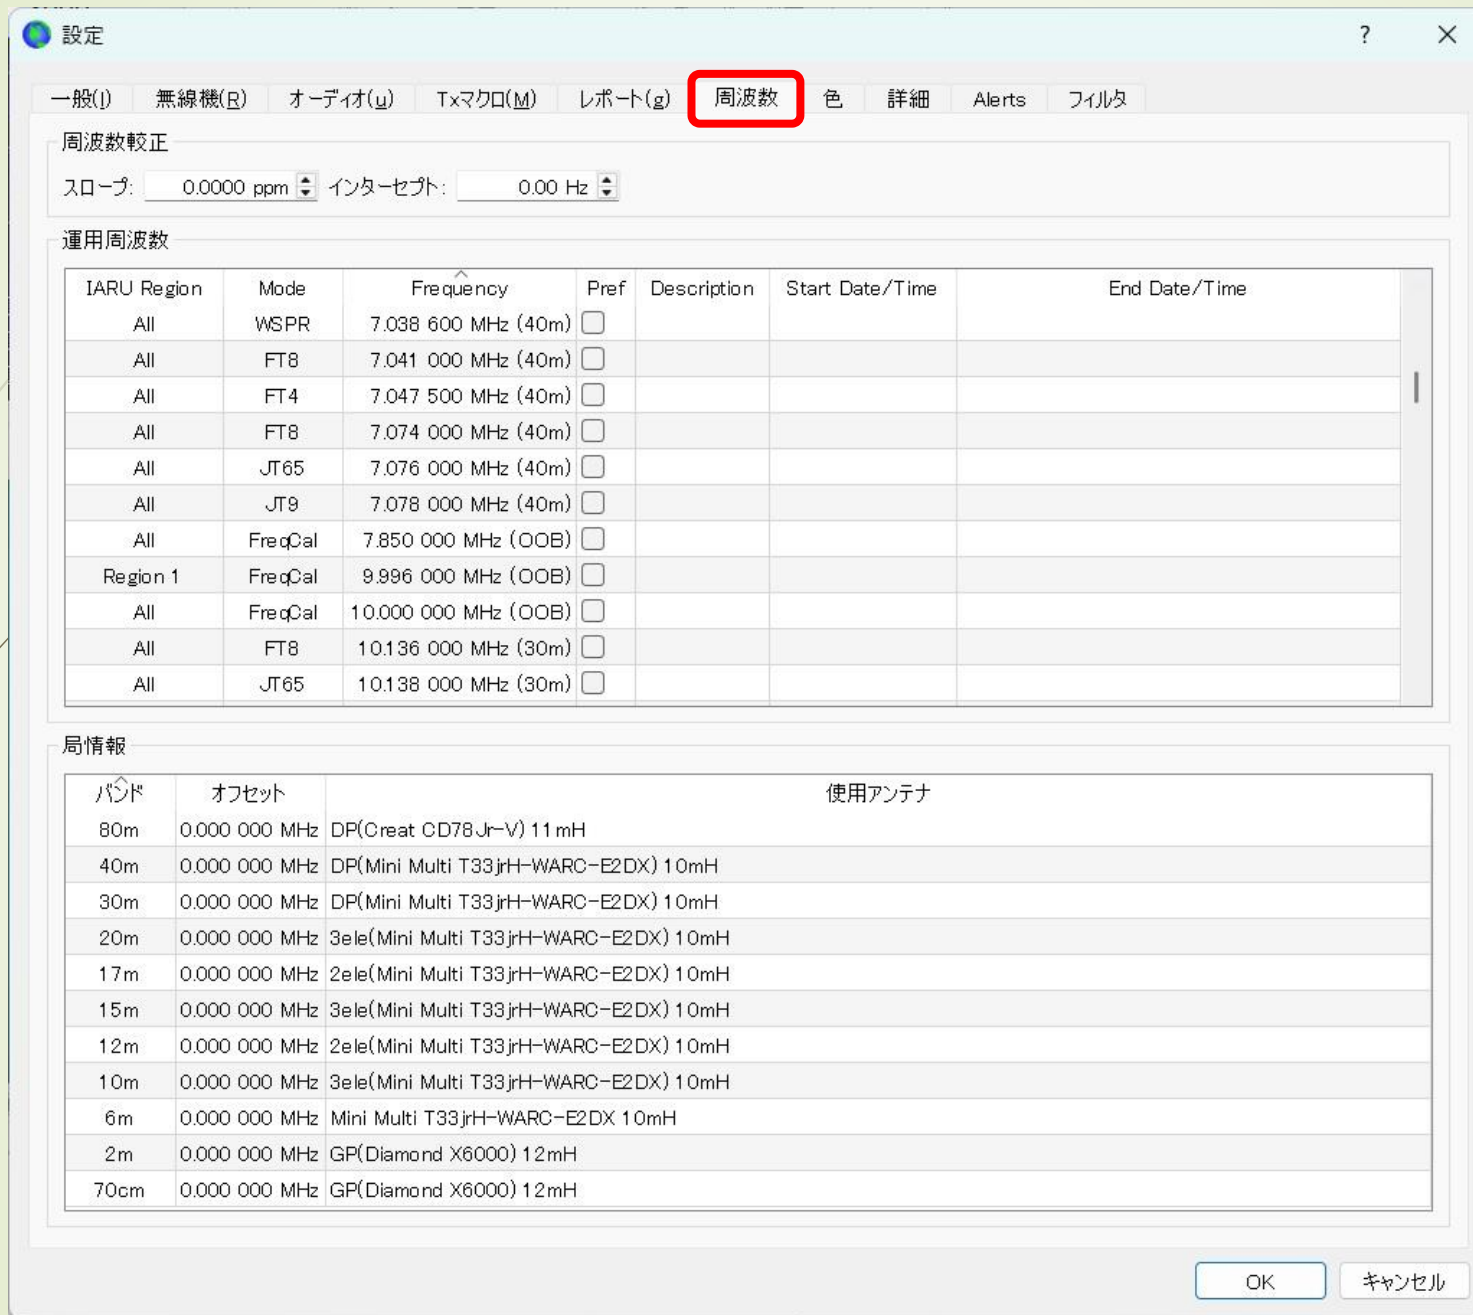 設定
一般(I) 無線機(R) オーディオ(u) Txマクロ(M) レポート(g) 周波数 色 詳細 Alerts フィルタ
周波数較正
スロープ: 0.0000 ppm インターセプト: 0.00 Hz
運用周波数
IARU Region Mode Frequency Pref Description Start Date/Time End Date/Time
All WSPR 7.038 600 MHz (40m)
All FT8 7.041 000 MHz (40m)
All FT4 7.047 500 MHz (40m)
All FT8 7.074 000 MHz (40m)
All JT65 7.076 000 MHz (40m)
All JT9 7.078 000 MHz (40m)
All FreqCal 7.850 000 MHz (OOB)
Region 1 FreqCal 9.996 000 MHz (OOB)
All FreqCal 10.000 000 MHz (OOB)
All FT8 10.136 000 MHz (30m)
All JT65 10.138 000 MHz (30m)
局情報
バンド オフセット 使用アンテナ
80m 0.000 000 MHz DP(Creat CD78Jr-V) 11mH
40m 0.000 000 MHz DP(Mini Multi T33jrH-WARC-E2DX) 10mH
30m 0.000 000 MHz DP(Mini Multi T33jrH-WARC-E2DX) 10mH
20m 0.000 000 MHz 3ele(Mini Multi T33jrH-WARC-E2DX) 10mH
17m 0.000 000 MHz 2ele(Mini Multi T33jrH-WARC-E2DX) 10mH
15m 0.000 000 MHz 3ele(Mini Multi T33jrH-WARC-E2DX) 10mH
12m 0.000 000 MHz 2ele(Mini Multi T33jrH-WARC-E2DX) 10mH
10m 0.000 000 MHz 3ele(Mini Multi T33jrH-WARC-E2DX) 10mH
6m 0.000 000 MHz Mini Multi T33jrH-WARC-E2DX 10mH
2m 0.000 000 MHz GP(Diamond X6000) 12mH
70cm 0.000 000 MHz GP(Diamond X6000) 12mH
OK キャンセル